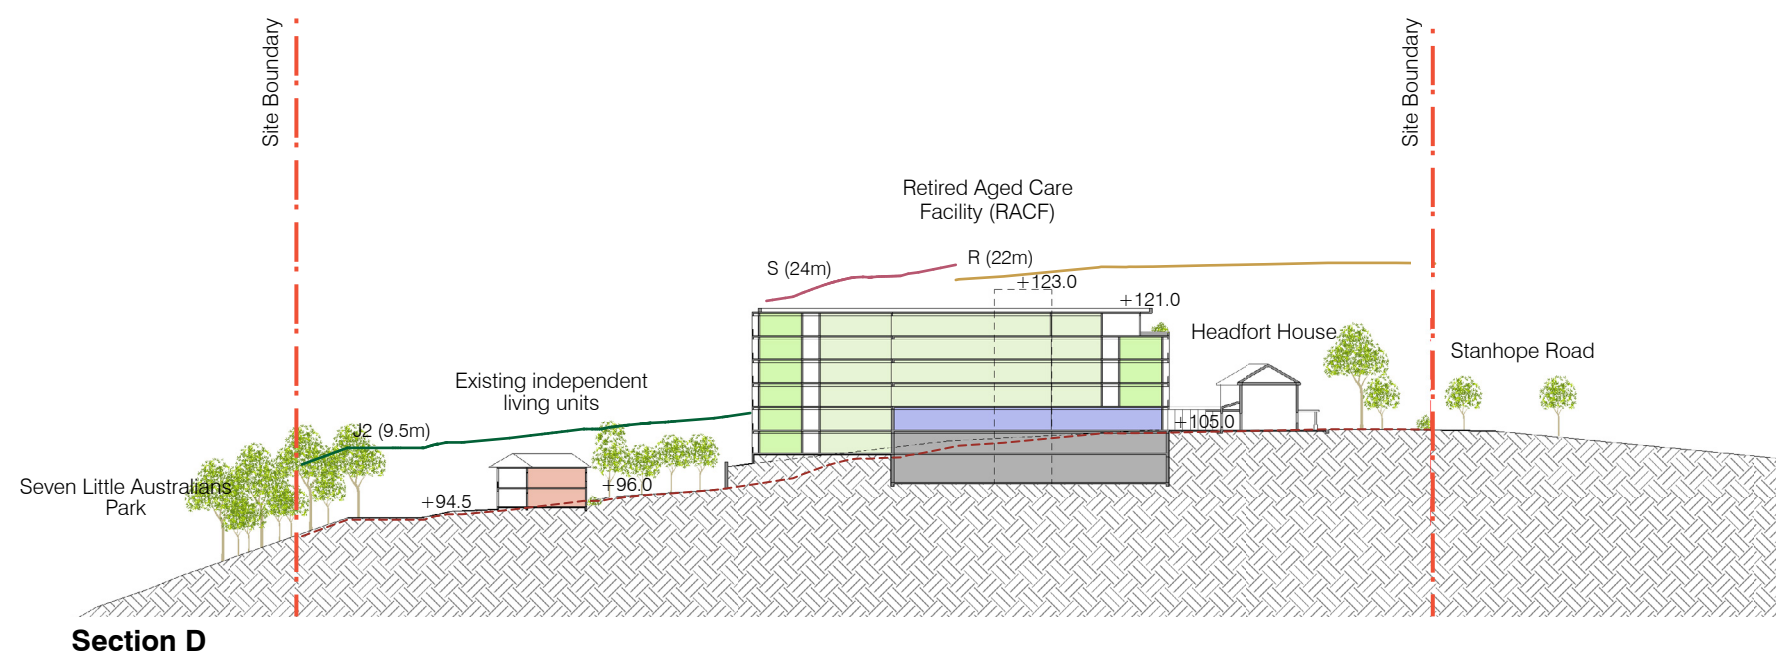 Site Boundary
Site Boundary
Retired Aged Care
Facility (RACF)
S (24m)
R (22m)
+123.0
+121.0
Headfort House
Stanhope Road
Existing independent
living units
J2 (9.5m)
+105.0
Seven Little Australians
Park
+94.5
+96.0
Section D